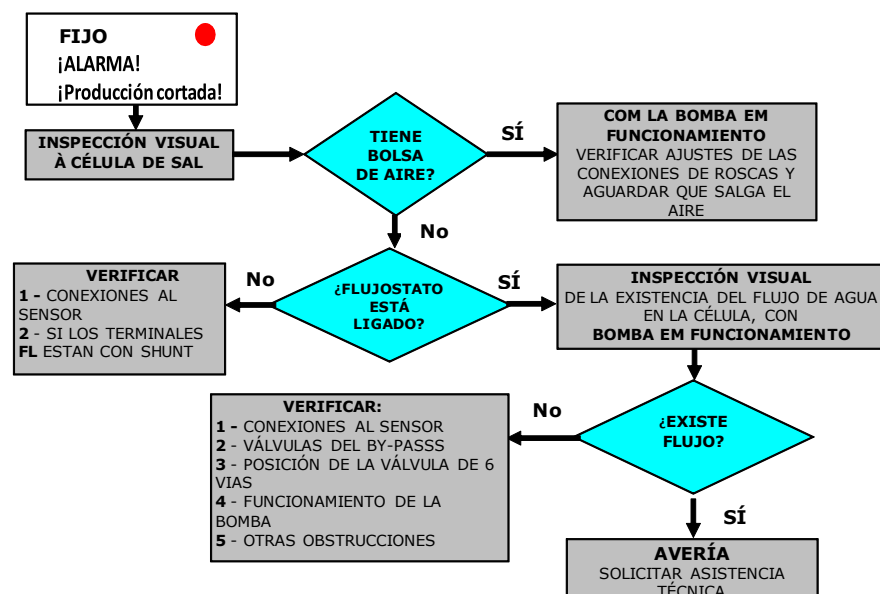 FIJO
¡ALARMA!
¡Producción cortada!
INSPECCIÓN VISUAL
À CÉLULA DE SAL
TIENE
BOLSA
DE AIRE?
SÍ
COM LA BOMBA EM
FUNCIONAMIENTO
VERIFICAR AJUSTES DE LAS
CONEXIONES DE ROSCAS Y
AGUARDAR QUE SALGA EL
AIRE
No
¿FLUJOSTATO
ESTÁ
LIGADO?
No
VERIFICAR
1 - CONEXIONES AL
SENSOR
2 - SI LOS TERMINALES
FL ESTAN CON SHUNT
SÍ
INSPECCIÓN VISUAL
DE LA EXISTENCIA DEL FLUJO DE AGUA
EN LA CÉLULA, CON
BOMBA EM FUNCIONAMIENTO
¿EXISTE
FLUJO?
No
VERIFICAR:
1 - CONEXIONES AL SENSOR
2 - VÁLVULAS DEL BY-PASSS
3 - POSICIÓN DE LA VÁLVULA DE 6
VIAS
4 - FUNCIONAMIENTO DE LA
BOMBA
5 - OTRAS OBSTRUCCIONES
SÍ
AVERÍA
SOLICITAR ASISTENCIA
TÉCNICA